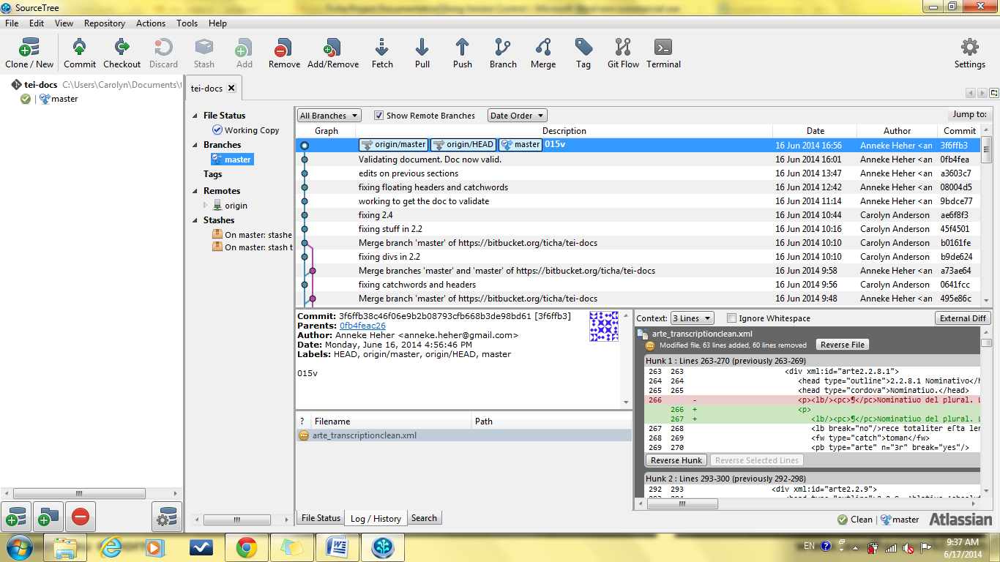 SourceTree
File Edit View Repository Actions Tools Help
Clone / New Commit Checkout Discard Stash Add Remove Add/Remove Fetch Pull Push Branch Merge Tag Git Flow Terminal Settings
tei-docs C:\Users\Carolyn\Documents\t
master
tei-docs
File Status
Working Copy
Branches
master
Tags
Remotes
origin
Stashes
On master: stashe
On master: stash t
All Branches Show Remote Branches Date Order Jump to:
Graph Description Date Author Commit
origin/master origin/HEAD master 015v 16 Jun 2014 16:56 Anneke Heher <an 3f6ffb3
Validating document. Doc now valid. 16 Jun 2014 16:01 Anneke Heher <an 0fb4fea
edits on previous sections 16 Jun 2014 13:47 Anneke Heher <an a3603c7
fixing floating headers and catchwords 16 Jun 2014 12:42 Anneke Heher <an 08004d5
working to get the doc to validate 16 Jun 2014 11:14 Anneke Heher <an 9bdce77
fixing 2.4 16 Jun 2014 10:44 Carolyn Anderson ae6f8f3
fixing stuff in 2.2 16 Jun 2014 10:16 Carolyn Anderson 45f4501
Merge branch 'master' of https://bitbucket.org/ticha/tei-docs 16 Jun 2014 10:10 Carolyn Anderson b0161fe
fixing divs in 2.2 16 Jun 2014 10:10 Carolyn Anderson b9de624
Merge branches 'master' and 'master' of https://bitbucket.org/ticha/tei-docs 16 Jun 2014 9:58 Anneke Heher <an a73ae64
fixing catchwords and headers 16 Jun 2014 9:56 Carolyn Anderson 0641fcc
Merge branch 'master' of https://bitbucket.org/ticha/tei-docs 16 Jun 2014 9:48 Anneke Heher <an 495e86c
Commit: 3f6ffb38c46f06e9b2b08793cfb668b3de98bd61 [3f6ffb3]
Parents: 0fb4feac26
Author: Anneke Heher <anneke.heher@gmail.com>
Date: Monday, June 16, 2014 4:56:46 PM
Labels: HEAD, origin/master, origin/HEAD, master
015v
? Filename Path
arte_transcriptionclean.xml
File Status Log / History Search
Context: 3 Lines Ignore Whitespace External Diff
arte_transcriptionclean.xml
Modified file, 63 lines added, 60 lines removed Reverse File
Hunk 1 : Lines 263-270 (previously 263-269)
263 263 <div xml:id="arte2.2.8.1">
264 264 <head type="outline">2.2.8.1 Nominativo</h
265 265 <head type="cordova">Nominatiuo.</head>
266 - <p><lb/><pc>¶</pc>Nominatiuo del plural. L
266 + <p>
267 + <lb/><pc>¶</pc>Nominatiuo del plural.
267 268 <lb break="no"/>rece totaliter eſta len
268 269 <fw type="catch">toman</fw>
269 270 <pb type="arte" n="3r" break="yes"/>
Reverse Hunk Reverse Selected Lines
Hunk 2 : Lines 293-300 (previously 292-298)
292 293 <div xml:id="arte2.2.9">
Clean master Atlassian
EN 9:37 AM
6/17/2014